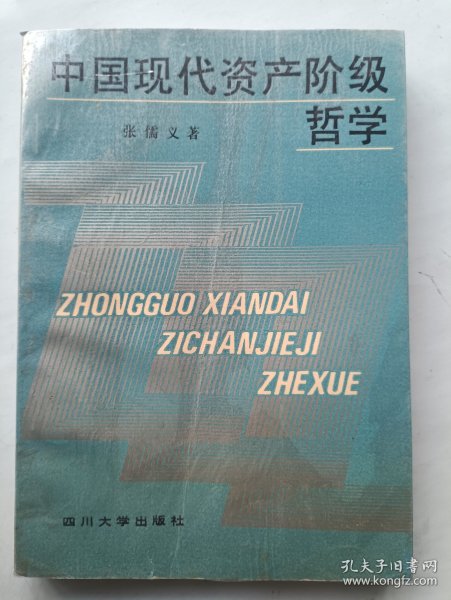 中国现代资产阶级
哲学
张儒义著
ZHONGGUO XIANDAI
ZICHANJIEJI
ZHEXUE
四川大学出版社
孔夫子旧书网
www.kongfz.com